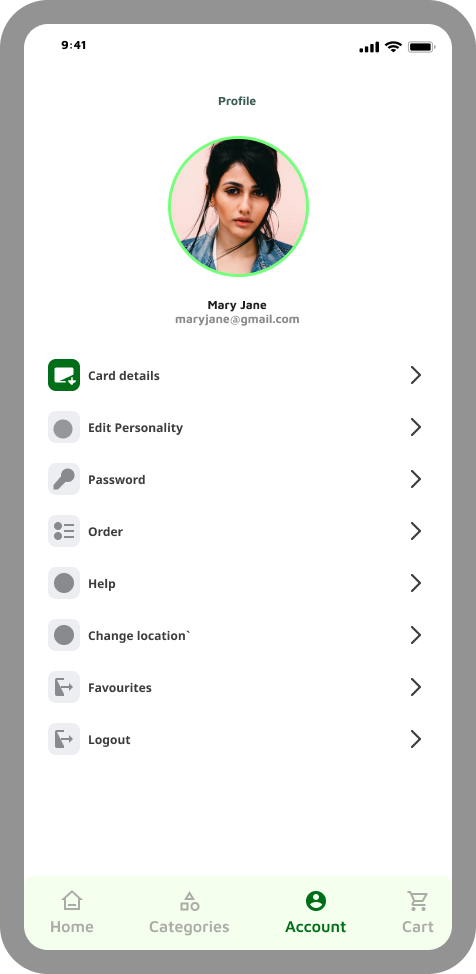 9:41
Profile
Mary Jane
maryjane@gmail.com
Card details
Edit Personality
Password
Order
Help
Change location`
Favourites
Logout
Home Categories Account Cart